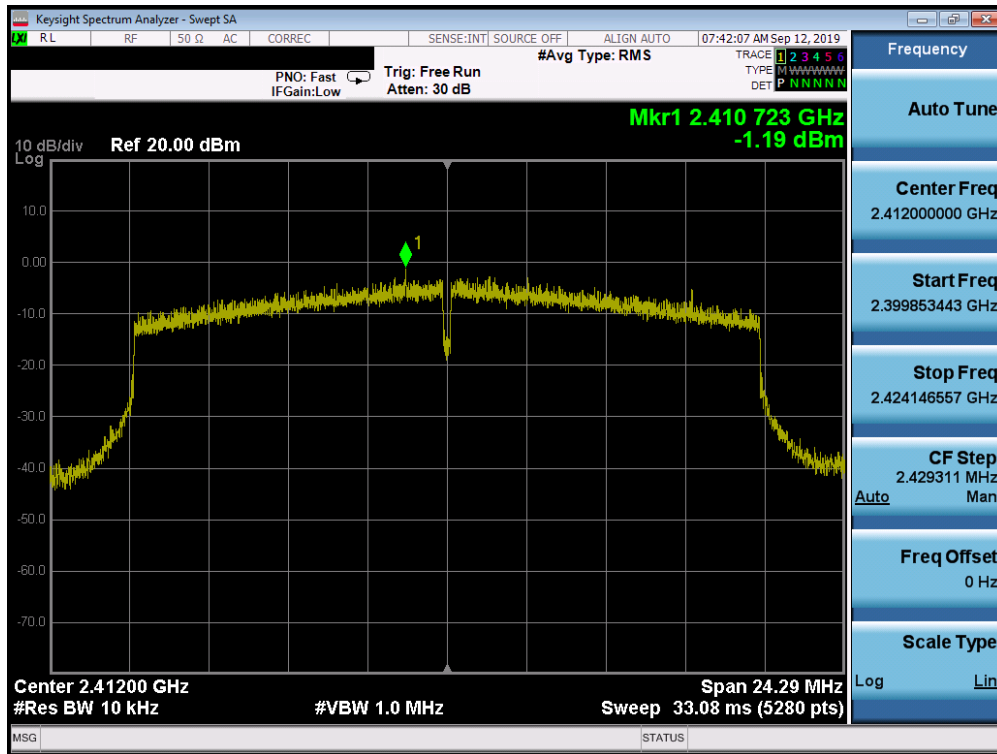 Keysight Spectrum Analyzer - Swept SA
LXI RL RF 50 Ω AC CORREC SENSE:INT SOURCE OFF ALIGN AUTO 07:42:07 AM Sep 12, 2019
#Avg Type: RMS
TRACE 1 2 3 4 5 6
PNO: Fast Trig: Free Run
TYPE M WWWWW
IFGain:Low Atten: 30 dB
DET P N N N N N
Mkr1 2.410 723 GHz
-1.19 dBm
10 dB/div Ref 20.00 dBm
Log
10.0
1
0.00
-10.0
-20.0
-30.0
-40.0
-50.0
-60.0
-70.0
Center 2.41200 GHz Span 24.29 MHz
#Res BW 10 kHz #VBW 1.0 MHz Sweep 33.08 ms (5280 pts)
MSG STATUS
Frequency
Auto Tune
Center Freq
2.412000000 GHz
Start Freq
2.399853443 GHz
Stop Freq
2.424146557 GHz
CF Step
2.429311 MHz
Auto Man
Freq Offset
0 Hz
Scale Type
Log Lin